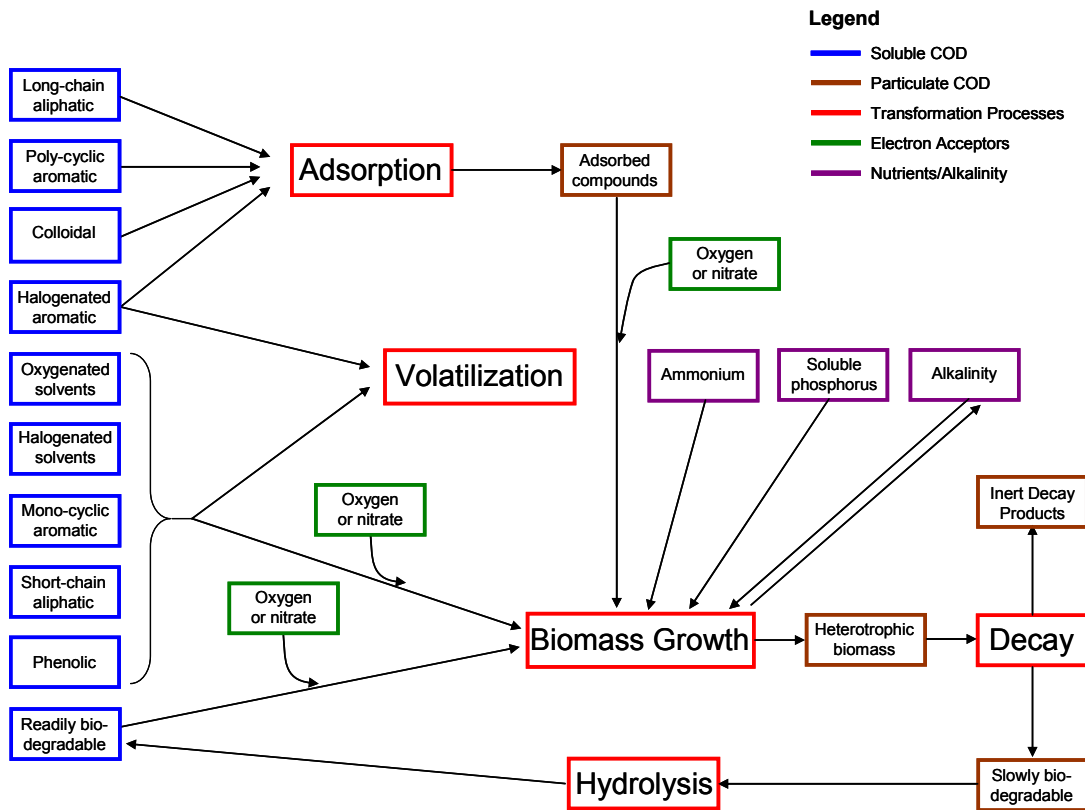 Legend
Soluble COD
Particulate COD
Transformation Processes
Electron Acceptors
Nutrients/Alkalinity
Long-chain
aliphatic
Poly-cyclic
aromatic
Colloidal
Halogenated
aromatic
Oxygenated
solvents
Halogenated
solvents
Mono-cyclic
aromatic
Short-chain
aliphatic
Phenolic
Readily bio-
degradable
Adsorption
Adsorbed
compounds
Oxygen
or nitrate
Volatilization
Ammonium
Soluble
phosphorus
Alkalinity
Oxygen
or nitrate
Oxygen
or nitrate
Biomass Growth
Heterotrophic
biomass
Inert Decay
Products
Decay
Slowly bio-
degradable
Hydrolysis